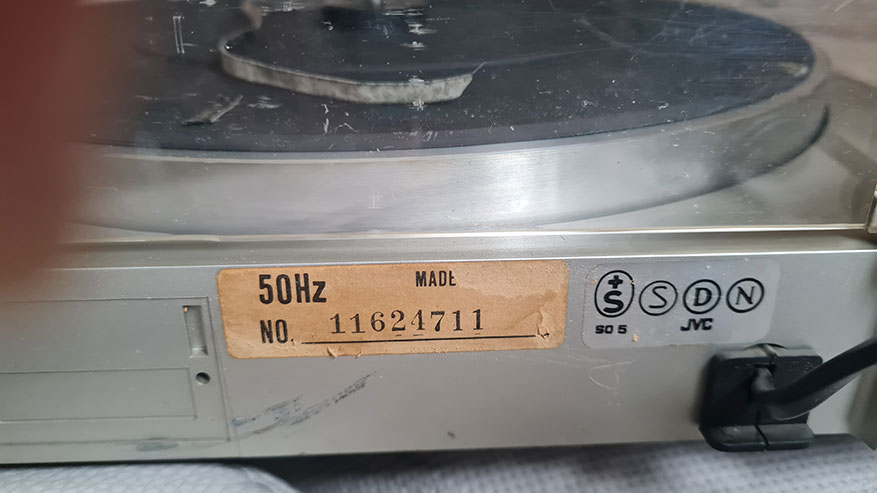 50Hz MADE
NO. 11624711
+S S D N
SO 5 JVC